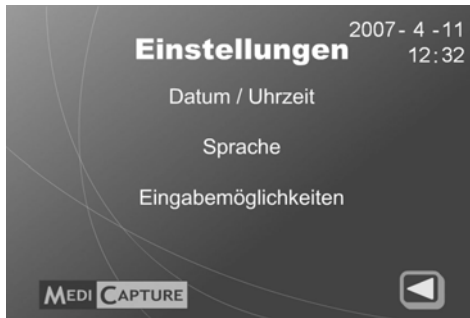 2007- 4 -11
Einstellungen
12:32
Datum / Uhrzeit
Sprache
Eingabemöglichkeiten
MEDI CAPTURE